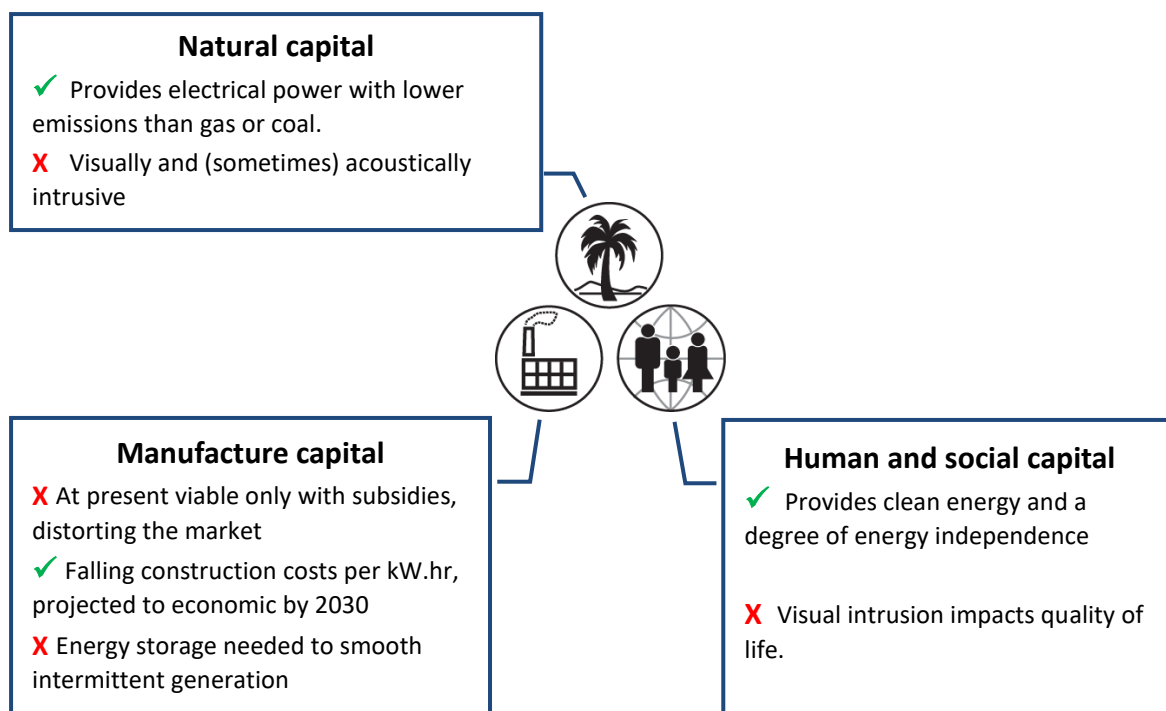 Natural capital
✓ Provides electrical power with lower
emissions than gas or coal.
X Visually and (sometimes) acoustically
intrusive
Manufacture capital
X At present viable only with subsidies,
distorting the market
✓ Falling construction costs per kW.hr,
projected to economic by 2030
X Energy storage needed to smooth
intermittent generation
Human and social capital
✓ Provides clean energy and a
degree of energy independence
X Visual intrusion impacts quality of
life.